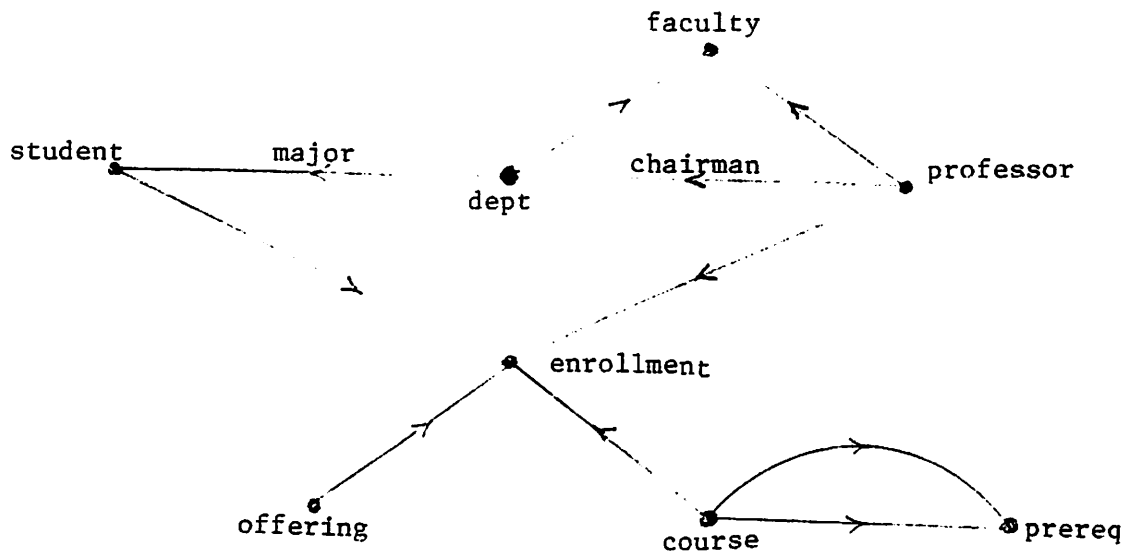 faculty
student
major
chairman
professor
dept
enrollment
offering
course
prereq